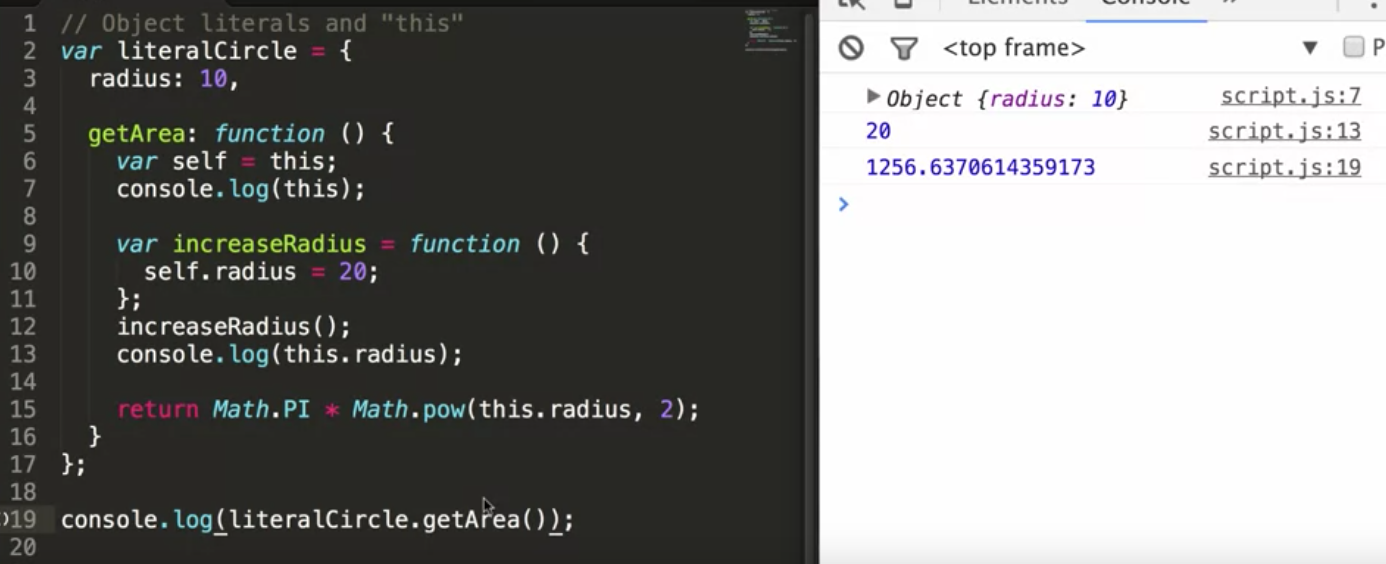 1 // Object literals and "this"
2 var literalCircle = {
3 radius: 10,
4
5 getArea: function () {
6 var self = this;
7 console.log(this);
8
9 var increaseRadius = function () {
10 self.radius = 20;
11 };
12 increaseRadius();
13 console.log(this.radius);
14
15 return Math.PI * Math.pow(this.radius, 2);
16 }
17 };
18
19 console.log(literalCircle.getArea());
20
Elements Console »
<top frame> ▼ P
▶ Object {radius: 10} script.js:7
20 script.js:13
1256.6370614359173 script.js:19
>